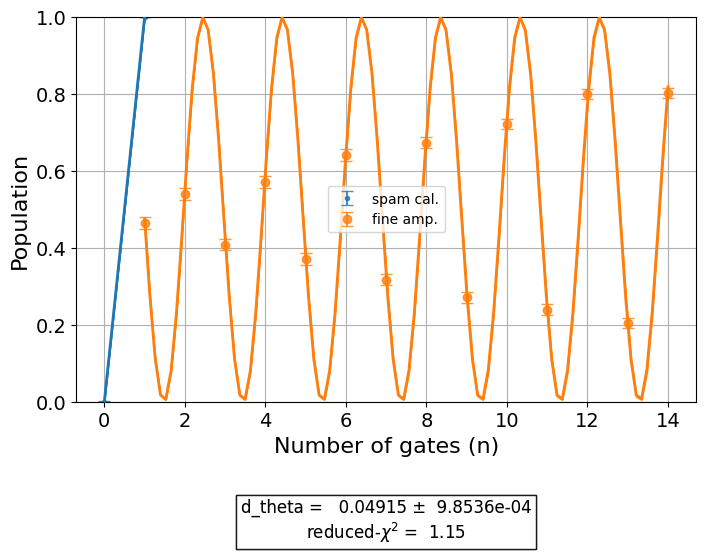 Population
1.0
0.8
0.6
0.4
0.2
0.0
spam cal.
fine amp.
0 2 4 6 8 10 12 14
Number of gates (n)
d_theta = 0.04915 ± 9.8536e-04
reduced-χ² = 1.15